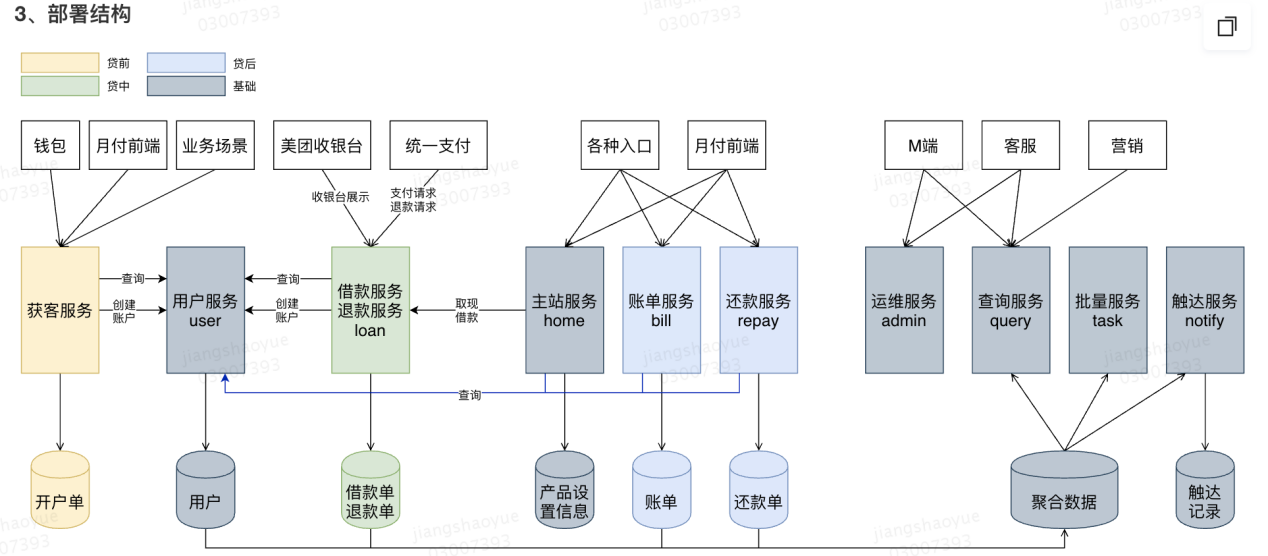 3、部署结构
贷前
贷后
贷中
基础
钱包
月付前端
业务场景
美团收银台
统一支付
各种入口
月付前端
M端
客服
营销
收银台展示
支付请求
退款请求
获客服务
查询
创建
账户
用户服务
user
查询
创建
账户
借款服务
退款服务
loan
取现
借款
主站服务
home
账单服务
bill
还款服务
repay
运维服务
admin
查询服务
query
批量服务
task
触达服务
notify
查询
开户单
用户
借款单
退款单
产品设
置信息
账单
还款单
聚合数据
触达
记录
jiangshaoyue
03007393